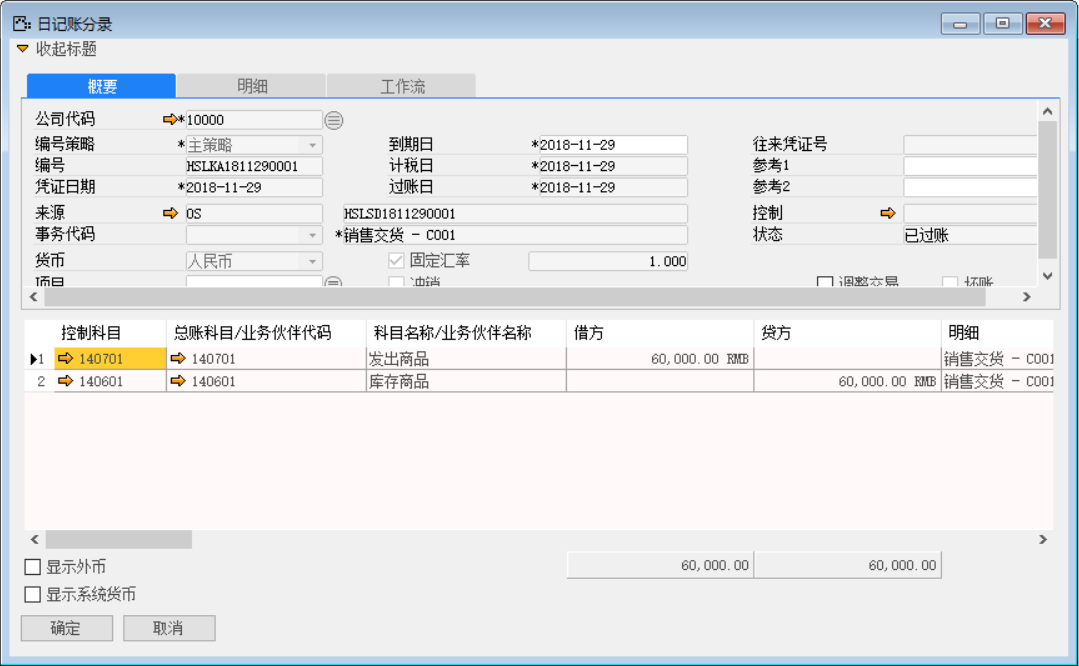 日记账分录
收起标题
概要 明细 工作流
公司代码 *10000
编号策略 *主策略 到期日 *2018-11-29 往来凭证号
编号 HSLKA1811290001 计税日 *2018-11-29 参考1
凭证日期 *2018-11-29 过账日 *2018-11-29 参考2
来源 OS HSLSD1811290001 控制
事务代码 *销售交货 - C001 状态 已过账
货币 人民币 固定汇率 1.000
项目 冲销 调整交易 坏账
控制科目 总账科目/业务伙伴代码 科目名称/业务伙伴名称 借方 贷方 明细
1 140701 140701 发出商品 60,000.00 RMB 销售交货 - C001
2 140601 140601 库存商品 60,000.00 RMB 销售交货 - C001
显示外币 60,000.00 60,000.00
显示系统货币
确定 取消